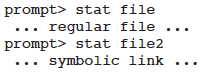 prompt> stat file
... regular file ...
prompt> stat file2
... symbolic link ...